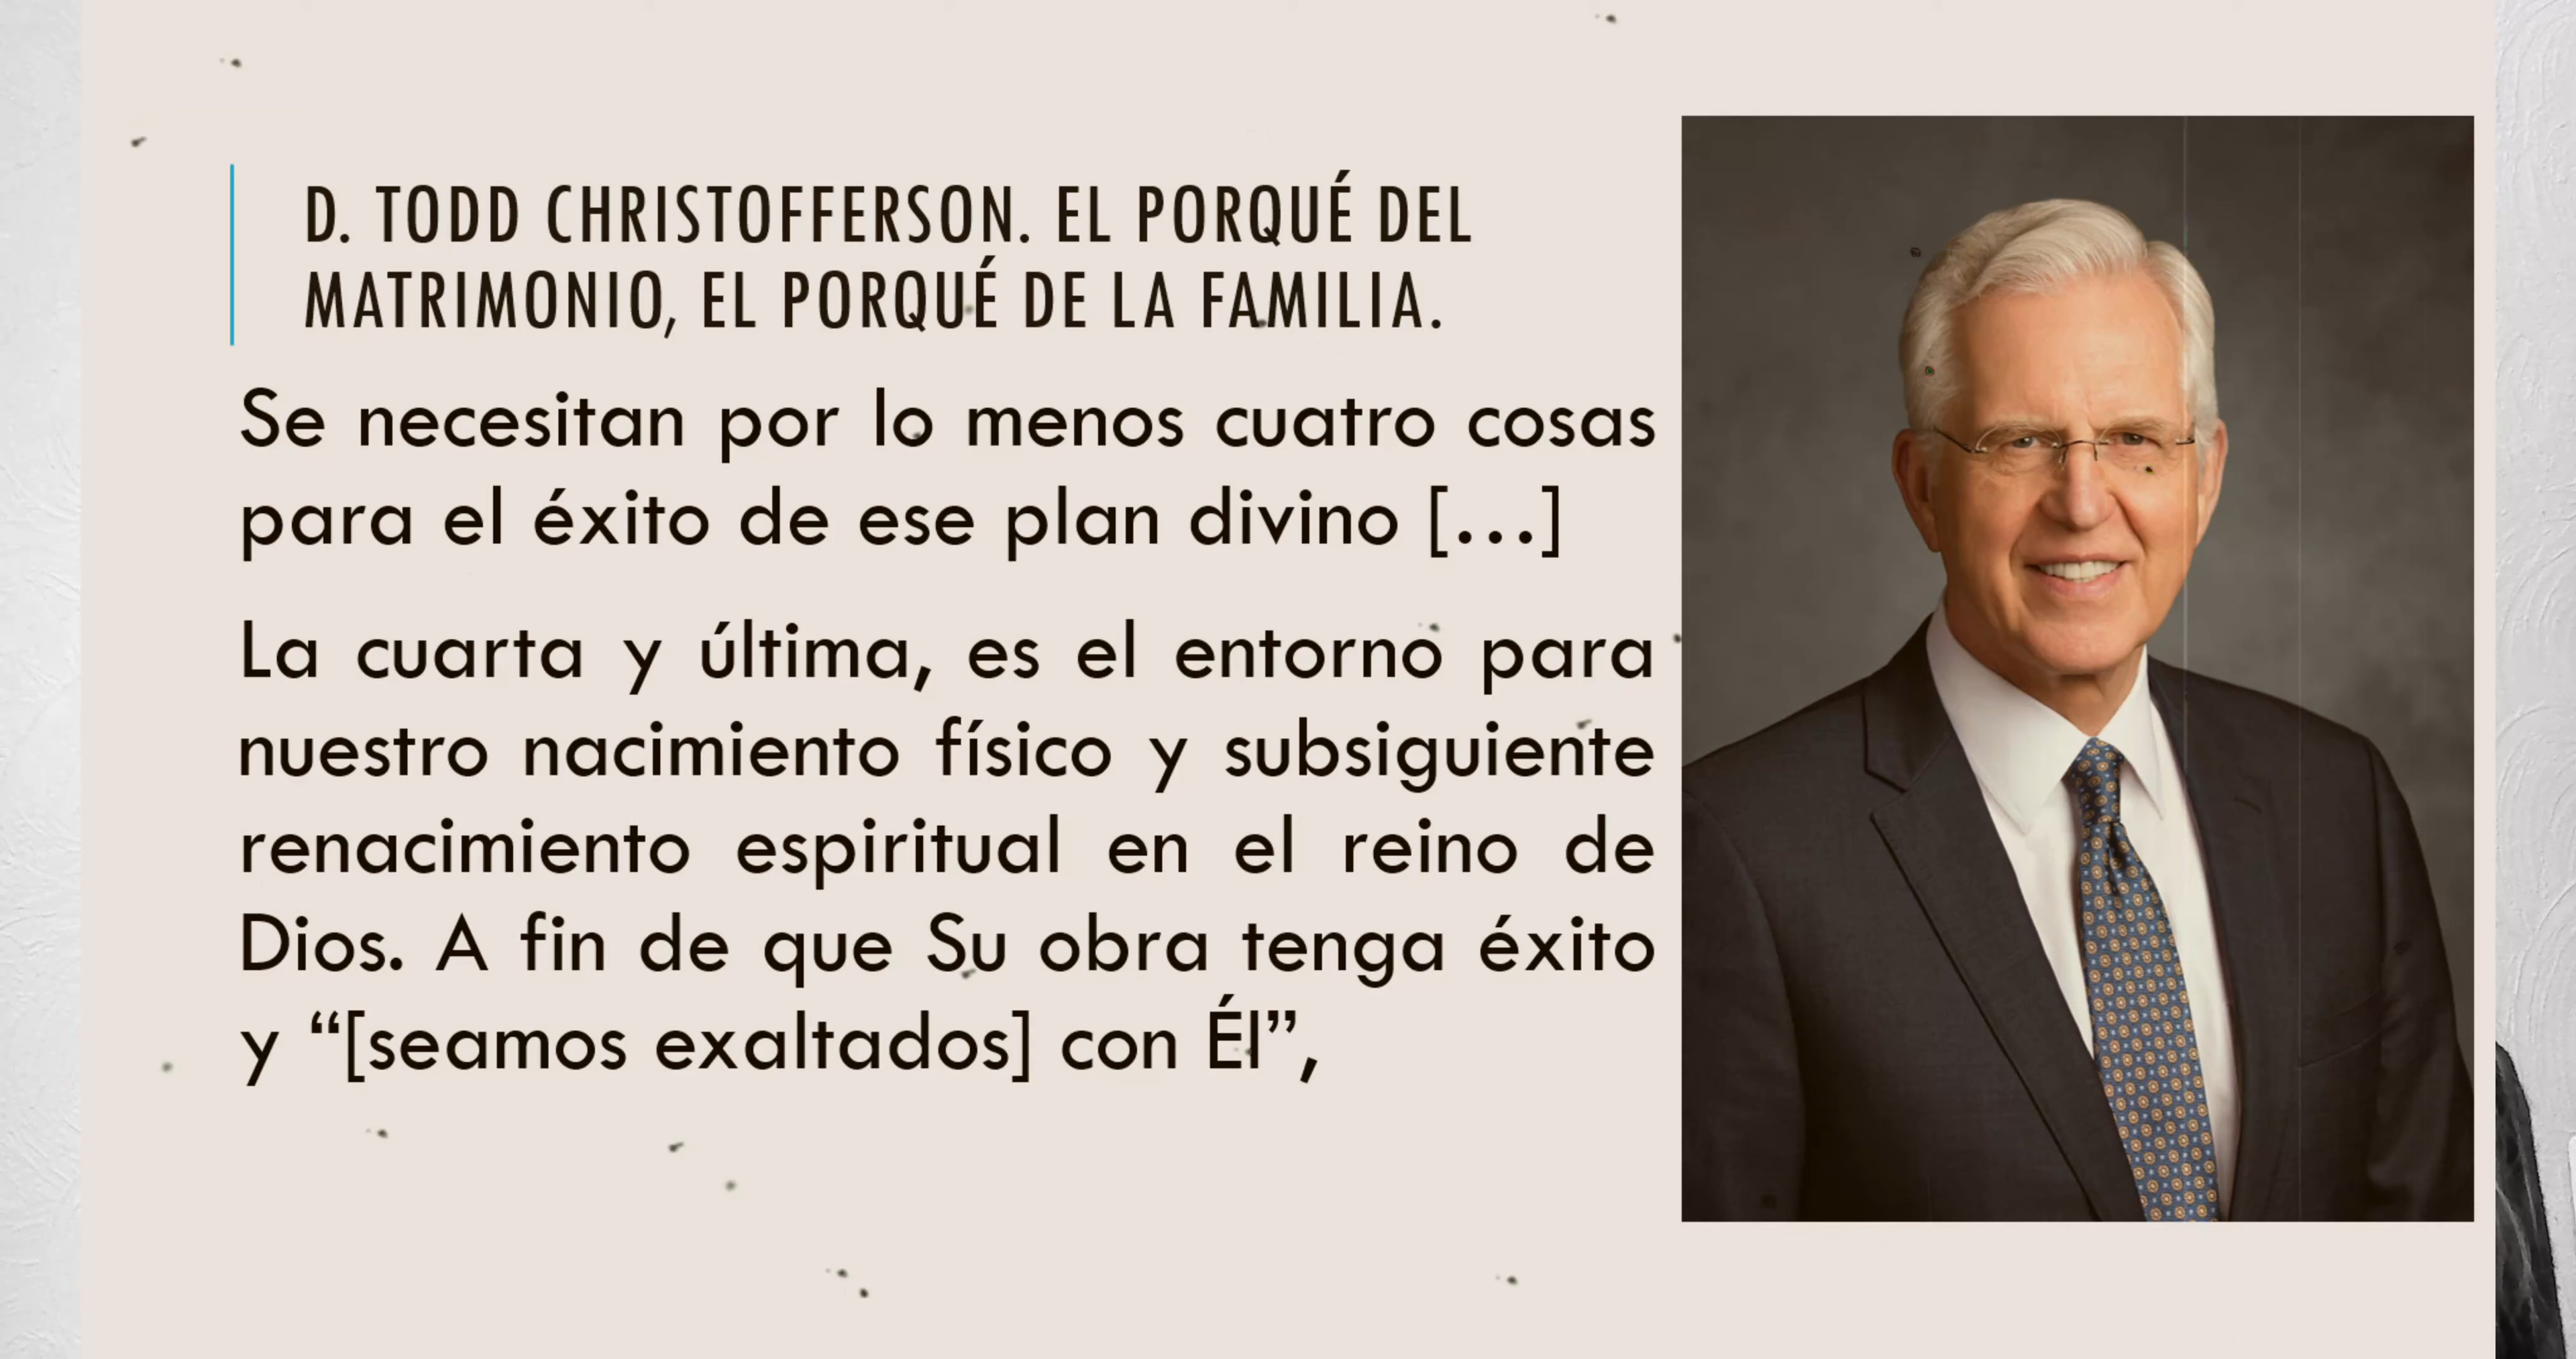 D. TODD CHRISTOFFERSON. EL PORQUÉ DEL
MATRIMONIO, EL PORQUÉ DE LA FAMILIA.
Se necesitan por lo menos cuatro cosas
para el éxito de ese plan divino […]
La cuarta y última, es el entorno para
nuestro nacimiento físico y subsiguiente
renacimiento espiritual en el reino de
Dios. A fin de que Su obra tenga éxito
y “[seamos exaltados] con Él”,